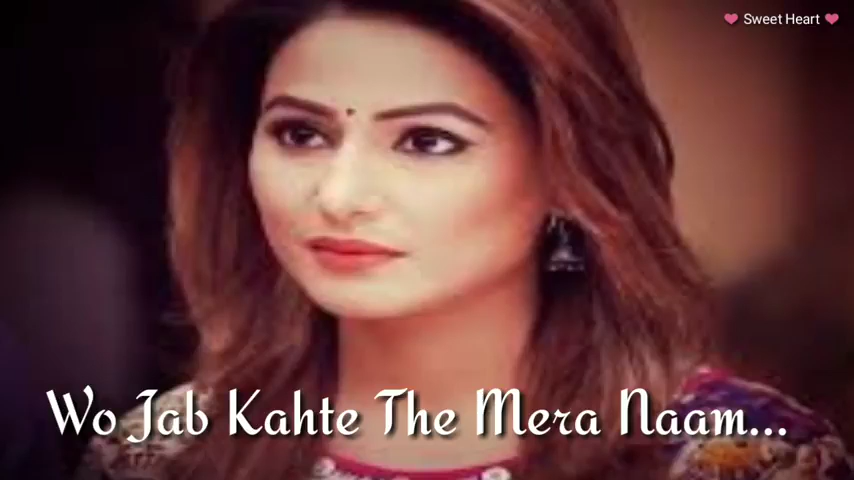 ❤ Sweet Heart ❤
Wo Jab Kahte The Mera Naam...